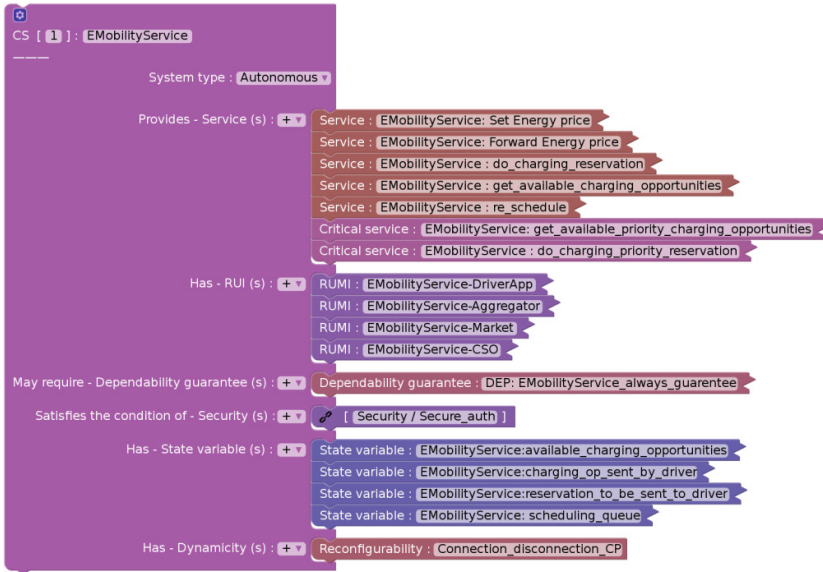 CS [ 1 ] : EMobilityService
System type : Autonomous
Provides - Service (s) : + Service : EMobilityService: Set Energy price
Service : EMobilityService: Forward Energy price
Service : EMobilityService : do_charging_reservation
Service : EMobilityService : get_available_charging_opportunities
Service : EMobilityService : re_schedule
Critical service : EMobilityService: get_available_priority_charging_opportunities
Critical service : EMobilityService : do_charging_priority_reservation
Has - RUI (s) : + RUMI : EMobilityService-DriverApp
RUMI : EMobilityService-Aggregator
RUMI : EMobilityService-Market
RUMI : EMobilityService-CSO
May require - Dependability guarantee (s) : + Dependability guarantee : DEP: EMobilityService_always_guarentee
Satisfies the condition of - Security (s) : + [ Security / Secure_auth ]
Has - State variable (s) : + State variable : EMobilityService:available_charging_opportunities
State variable : EMobilityService:charging_op_sent_by_driver
State variable : EMobilityService:reservation_to_be_sent_to_driver
State variable : EMobilityService: scheduling_queue
Has - Dynamicity (s) : + Reconfigurability : Connection_disconnection_CP